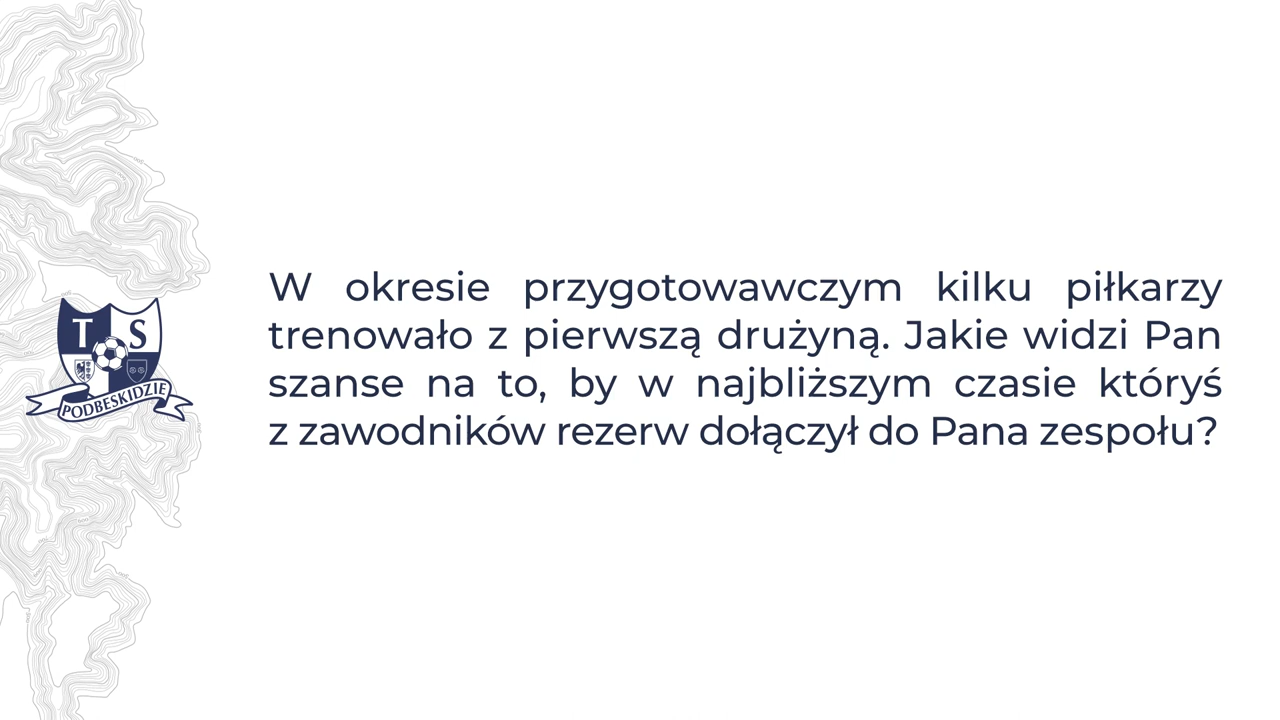 T S
PODBESKIDZIE
W okresie przygotowawczym kilku piłkarzy
trenowało z pierwszą drużyną. Jakie widzi Pan
szanse na to, by w najbliższym czasie któryś
z zawodników rezerw dołączył do Pana zespołu?